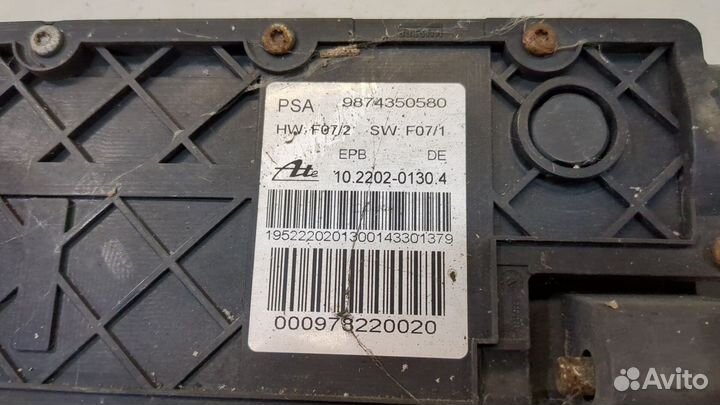 PSA 9874350580
HW: F07/2 SW: F07/1
EPB DE
Ate 10.2202-0130.4
1952220201300143301379
000978220020
Avito